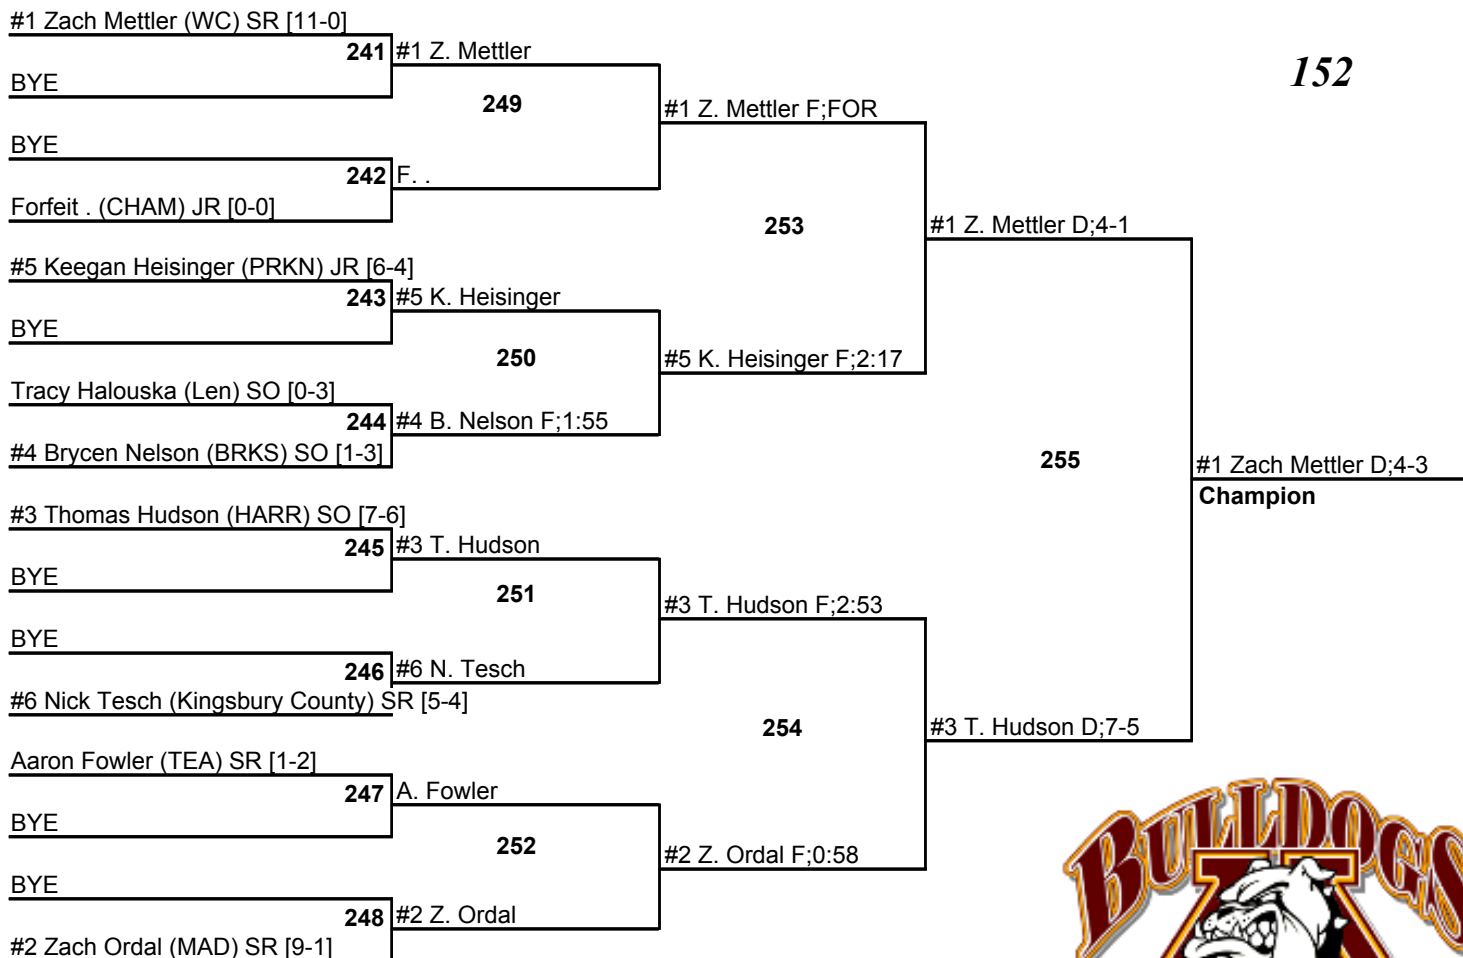 #1 Zach Mettler (WC) SR [11-0]
241 #1 Z. Mettler
BYE
152
249
#1 Z. Mettler F;FOR
BYE
242 F. .
Forfeit . (CHAM) JR [0-0]
253
#1 Z. Mettler D;4-1
#5 Keegan Heisinger (PRKN) JR [6-4]
243 #5 K. Heisinger
BYE
250
#5 K. Heisinger F;2:17
Tracy Halouska (Len) SO [0-3]
244 #4 B. Nelson F;1:55
#4 Brycen Nelson (BRKS) SO [1-3]
255
#1 Zach Mettler D;4-3
Champion
#3 Thomas Hudson (HARR) SO [7-6]
245 #3 T. Hudson
BYE
251
#3 T. Hudson F;2:53
BYE
246 #6 N. Tesch
#6 Nick Tesch (Kingsbury County) SR [5-4]
254
#3 T. Hudson D;7-5
Aaron Fowler (TEA) SR [1-2]
247 A. Fowler
BYE
252
#2 Z. Ordal F;0:58
BYE
248 #2 Z. Ordal
#2 Zach Ordal (MAD) SR [9-1]
BULLDOGS